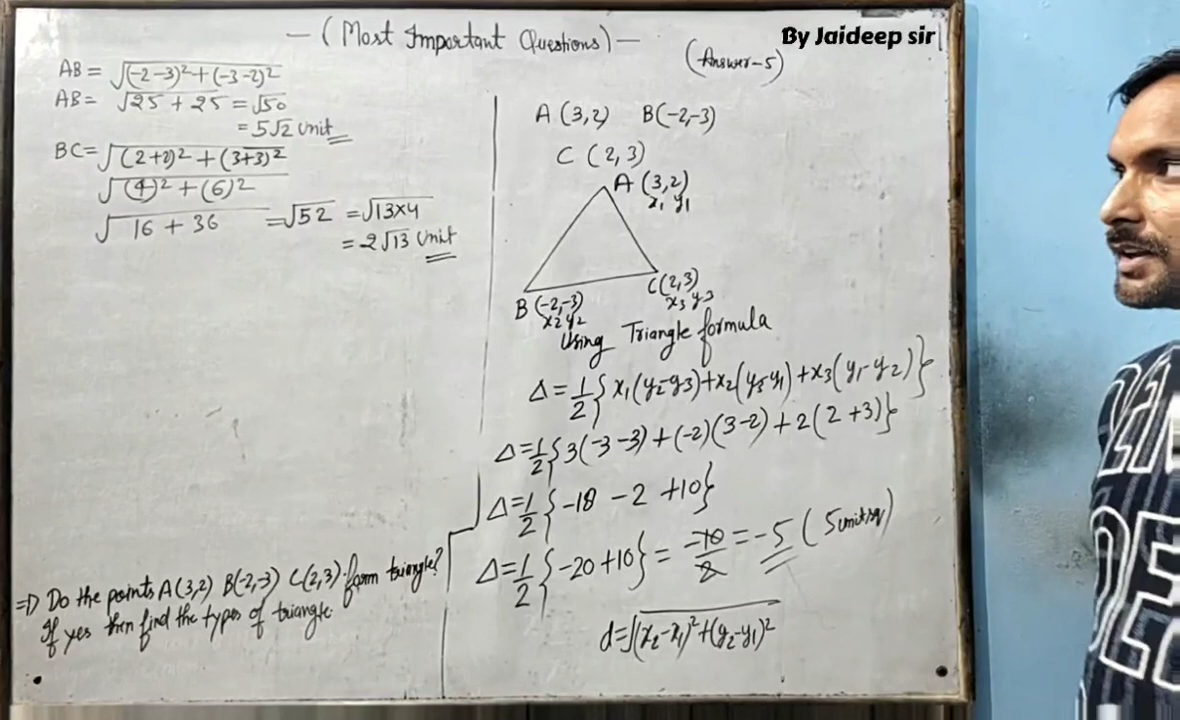 — (Most Important Questions) —
By Jaideep sir
(Answer-5)
AB = √(-2-3)²+(-3-2)²
AB = √25 + 25 = √50
= 5√2 Unit
BC = √(2+2)² + (3+3)²
√(4)² + (6)²
√16 + 36 = √52 = √13×4
= 2√13 Unit
⇒ Do the points A(3,2) B(-2,-3) C(2,3) form triangle?
If yes then find the types of triangle.
A (3,2) B(-2,-3)
C (2,3)
A (3,2)
x₁ y₁
B (-2,-3)
x₂ y₂
C(2,3)
x₃ y₃
Using Triangle formula
Δ=1/2{x₁(y₂-y₃)+x₂(y₃-y₁)+x₃(y₁-y₂)}
Δ=1/2{3(-3-3)+(-2)(3-2)+2(2+3)}
Δ=1/2{-18 -2 +10}
Δ=1/2{-20+10} = -10/2 = -5 (5 unit sq)
d=√(x₂-x₁)²+(y₂-y₁)²